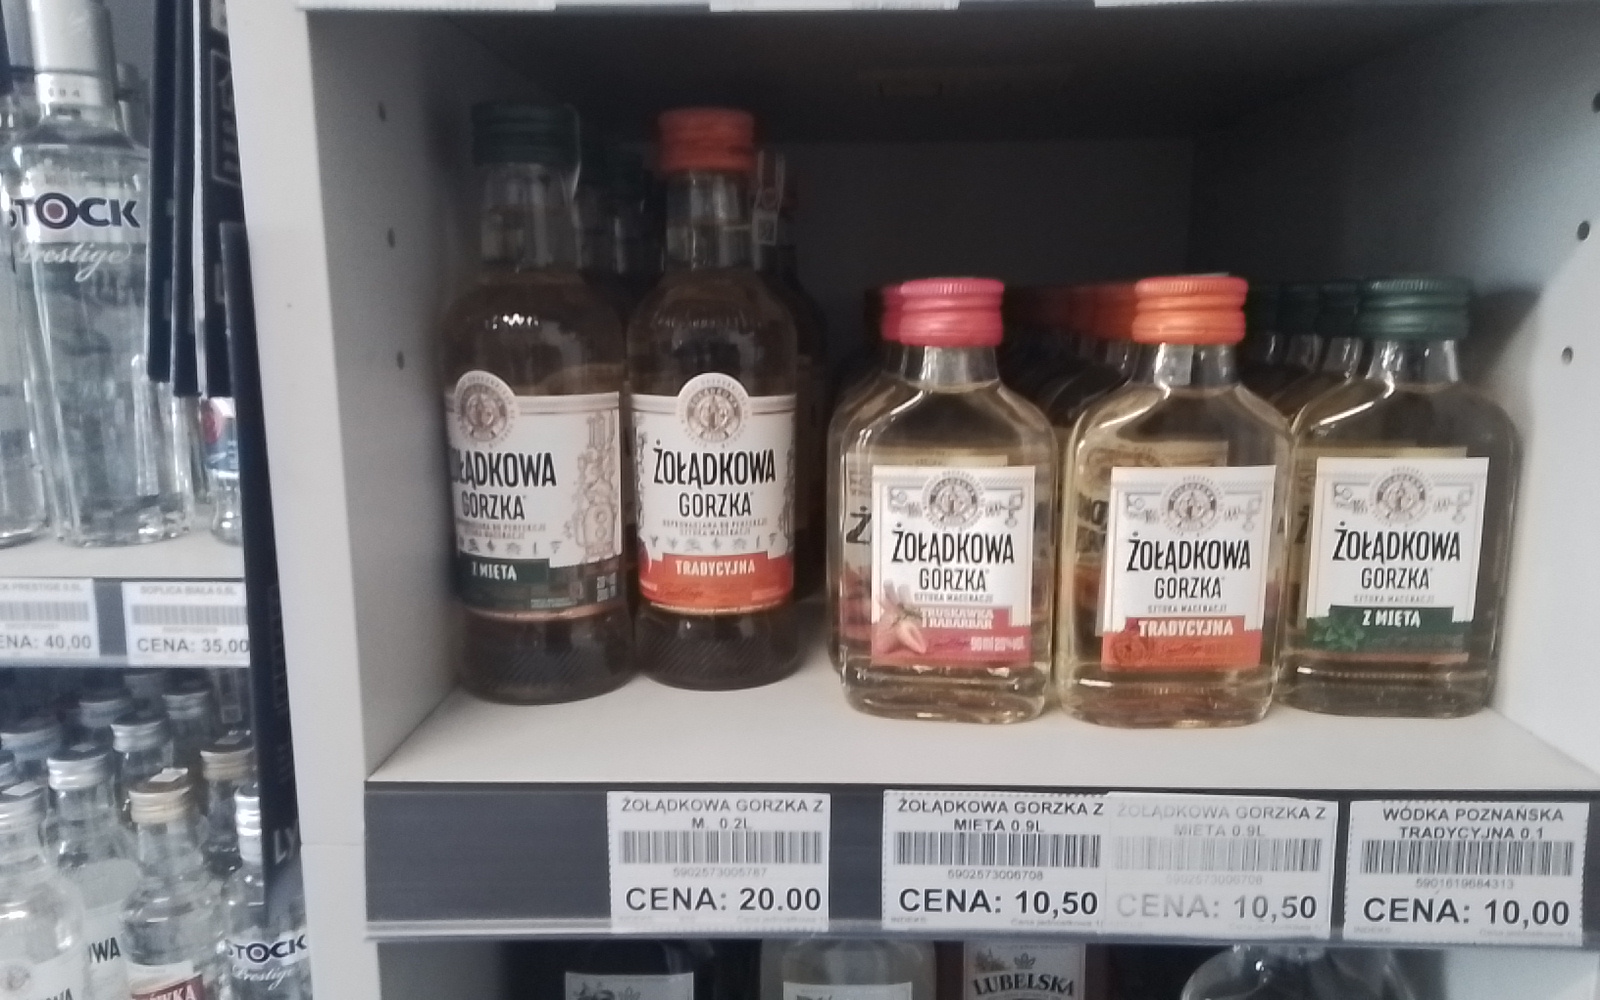 STOCK
Prestige
ŻOŁĄDKOWA
GORZKA
Z MIĘTĄ
ŻOŁĄDKOWA
GORZKA
SZTUKA MACERACJI
TRADYCYJNA
ŻOŁĄDKOWA
GORZKA
SZTUKA MACERACJI
TRUSKAWKA
I RABARBAR
ŻOŁĄDKOWA
GORZKA
SZTUKA MACERACJI
TRADYCYJNA
ŻOŁĄDKOWA
GORZKA
SZTUKA MACERACJI
Z MIĘTĄ
CENA: 40,00
SOPLICA BIAŁA 0,5L
CENA: 35,00
ŻOŁĄDKOWA GORZKA Z
M. 0.2L
CENA: 20.00
ŻOŁĄDKOWA GORZKA Z
MIETA 0.9L
5902573006708
CENA: 10,50
ŻOŁĄDKOWA GORZKA Z
MIETA 0.9L
5902573006708
CENA: 10,50
WÓDKA POZNAŃSKA
TRADYCYJNA 0.1
5901619684313
CENA: 10,00
STOCK
Prestige
LUBELSKA